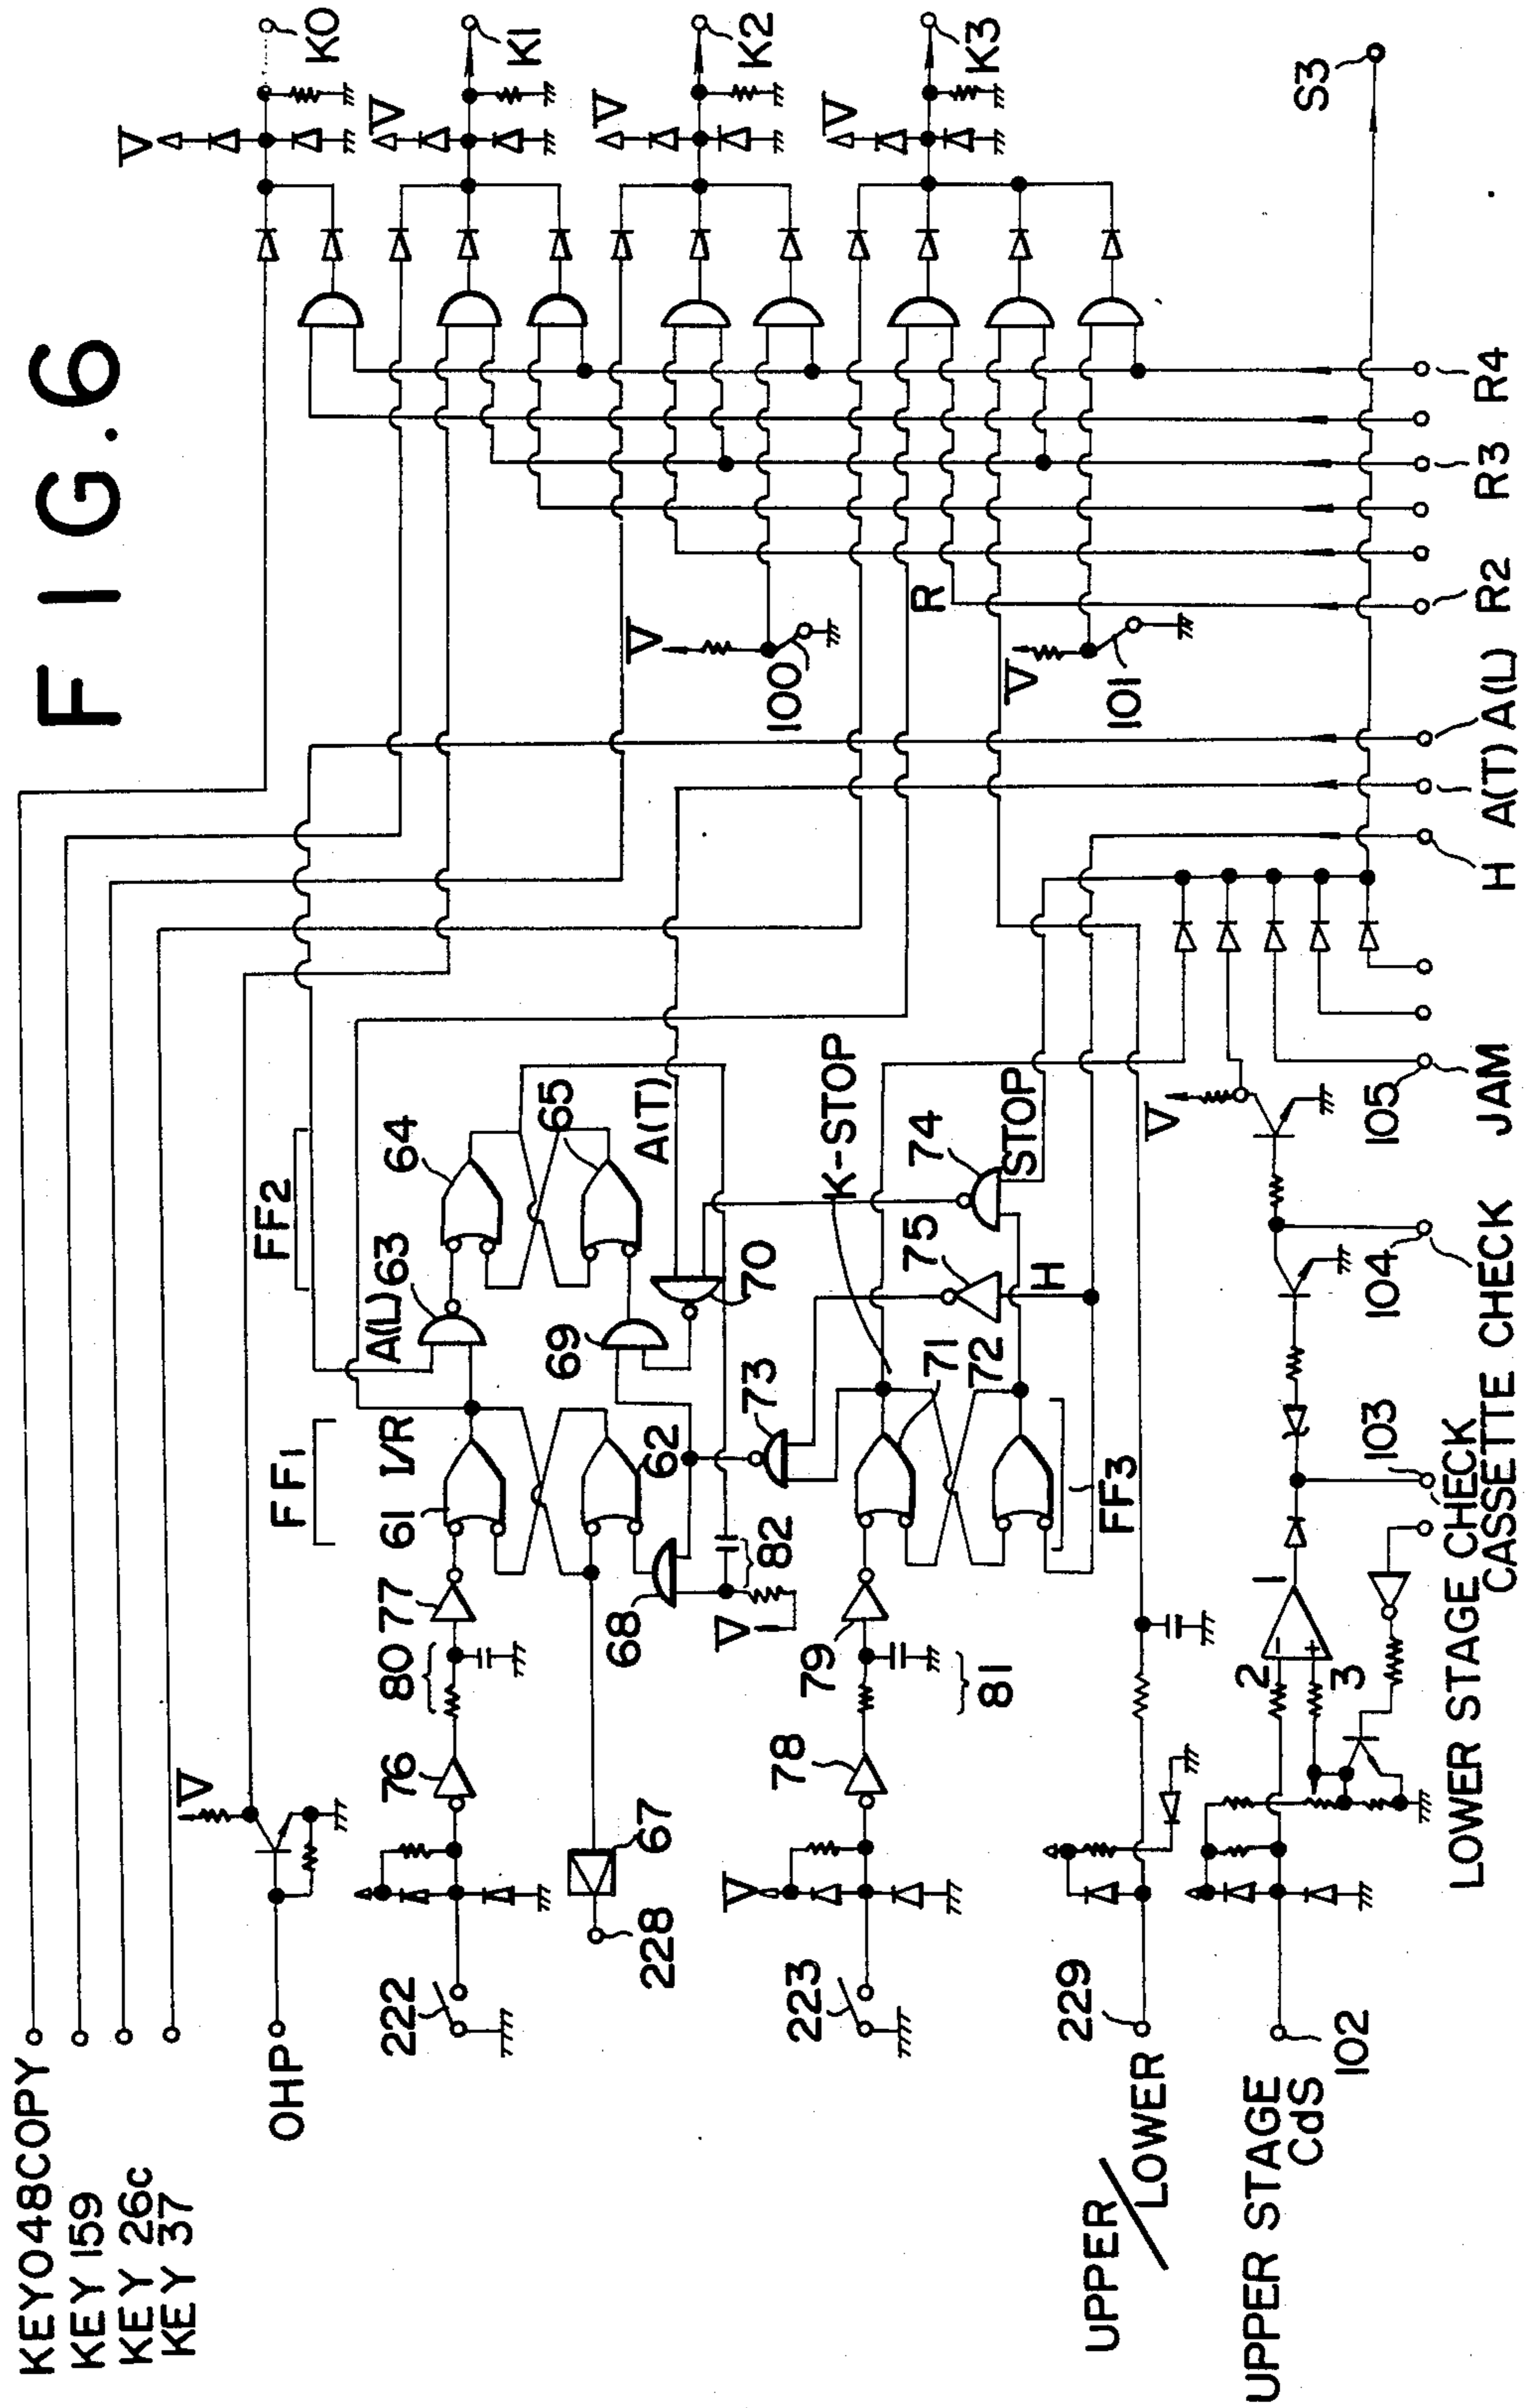 FIG.6
KEY048COPY
KEY 159
KEY 26c
KEY 37
OHP
V
222
76
80
77
61
I/R
FF1
A(L)
63
FF2
64
65
A(T)
228
67
62
68
69
70
82
V
73
K-STOP
223
V
78
79
81
71
72
FF3
75
H
74
STOP
UPPER/LOWER
229
UPPER STAGE
CdS
102
2
3
-
+
1
103
104
105
V
LOWER STAGE CHECK
CASSETTE CHECK
JAM
H
A(T)
A(L)
R2
R3
R4
V
100
V
101
R
V
K0
V
K1
V
K2
V
K3
S3